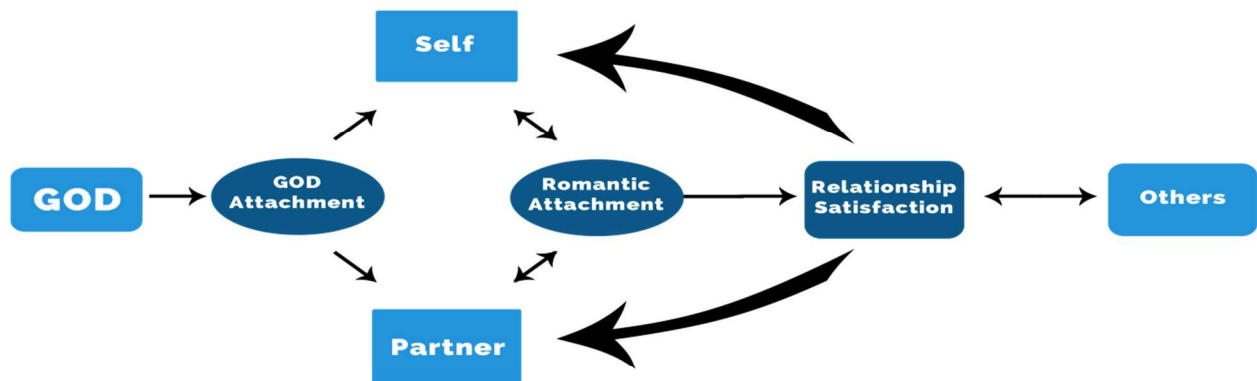 Self
GOD
GOD
Attachment
Romantic
Attachment
Relationship
Satisfaction
Others
Partner